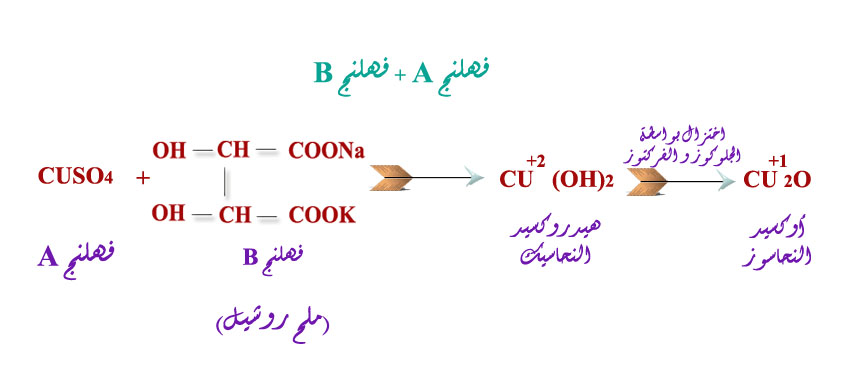 فهلنج A + فهلنج B
OH — CH — COONa
CUSO4 +
OH — CH — COOK
فهلنج A
فهلنج B
(ملح روشيل)
CU+2 (OH)2
هيدروكسيد
النحاسيك
اختزال بواسطة
الجلوكوز و الفركتوز
CU+1 2O
أوكسيد
النحاسوز